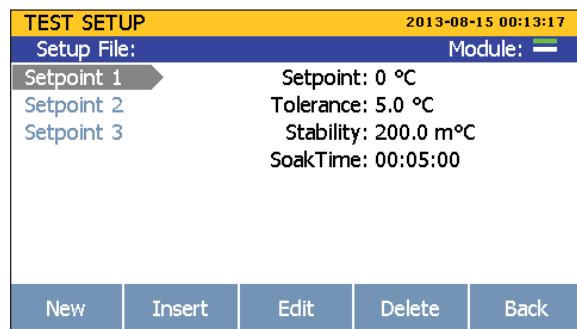 TEST SETUP 2013-08-15 00:13:17
Setup File: Module:
Setpoint 1 Setpoint: 0 °C
Setpoint 2 Tolerance: 5.0 °C
Setpoint 3 Stability: 200.0 m°C
SoakTime: 00:05:00
New Insert Edit Delete Back